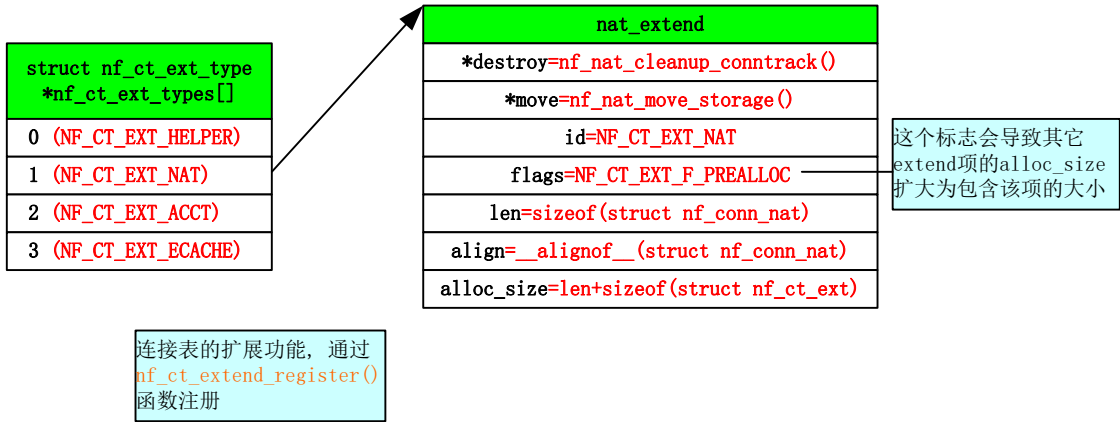 struct nf_ct_ext_type
*nf_ct_ext_types[]
0 (NF_CT_EXT_HELPER)
1 (NF_CT_EXT_NAT)
2 (NF_CT_EXT_ACCT)
3 (NF_CT_EXT_ECACHE)
nat_extend
*destroy=nf_nat_cleanup_conntrack()
*move=nf_nat_move_storage()
id=NF_CT_EXT_NAT
flags=NF_CT_EXT_F_PREALLOC
len=sizeof(struct nf_conn_nat)
align=__alignof__(struct nf_conn_nat)
alloc_size=len+sizeof(struct nf_ct_ext)
这个标志会导致其它
extend项的alloc_size
扩大为包含该项的大小
连接表的扩展功能, 通过
nf_ct_extend_register()
函数注册